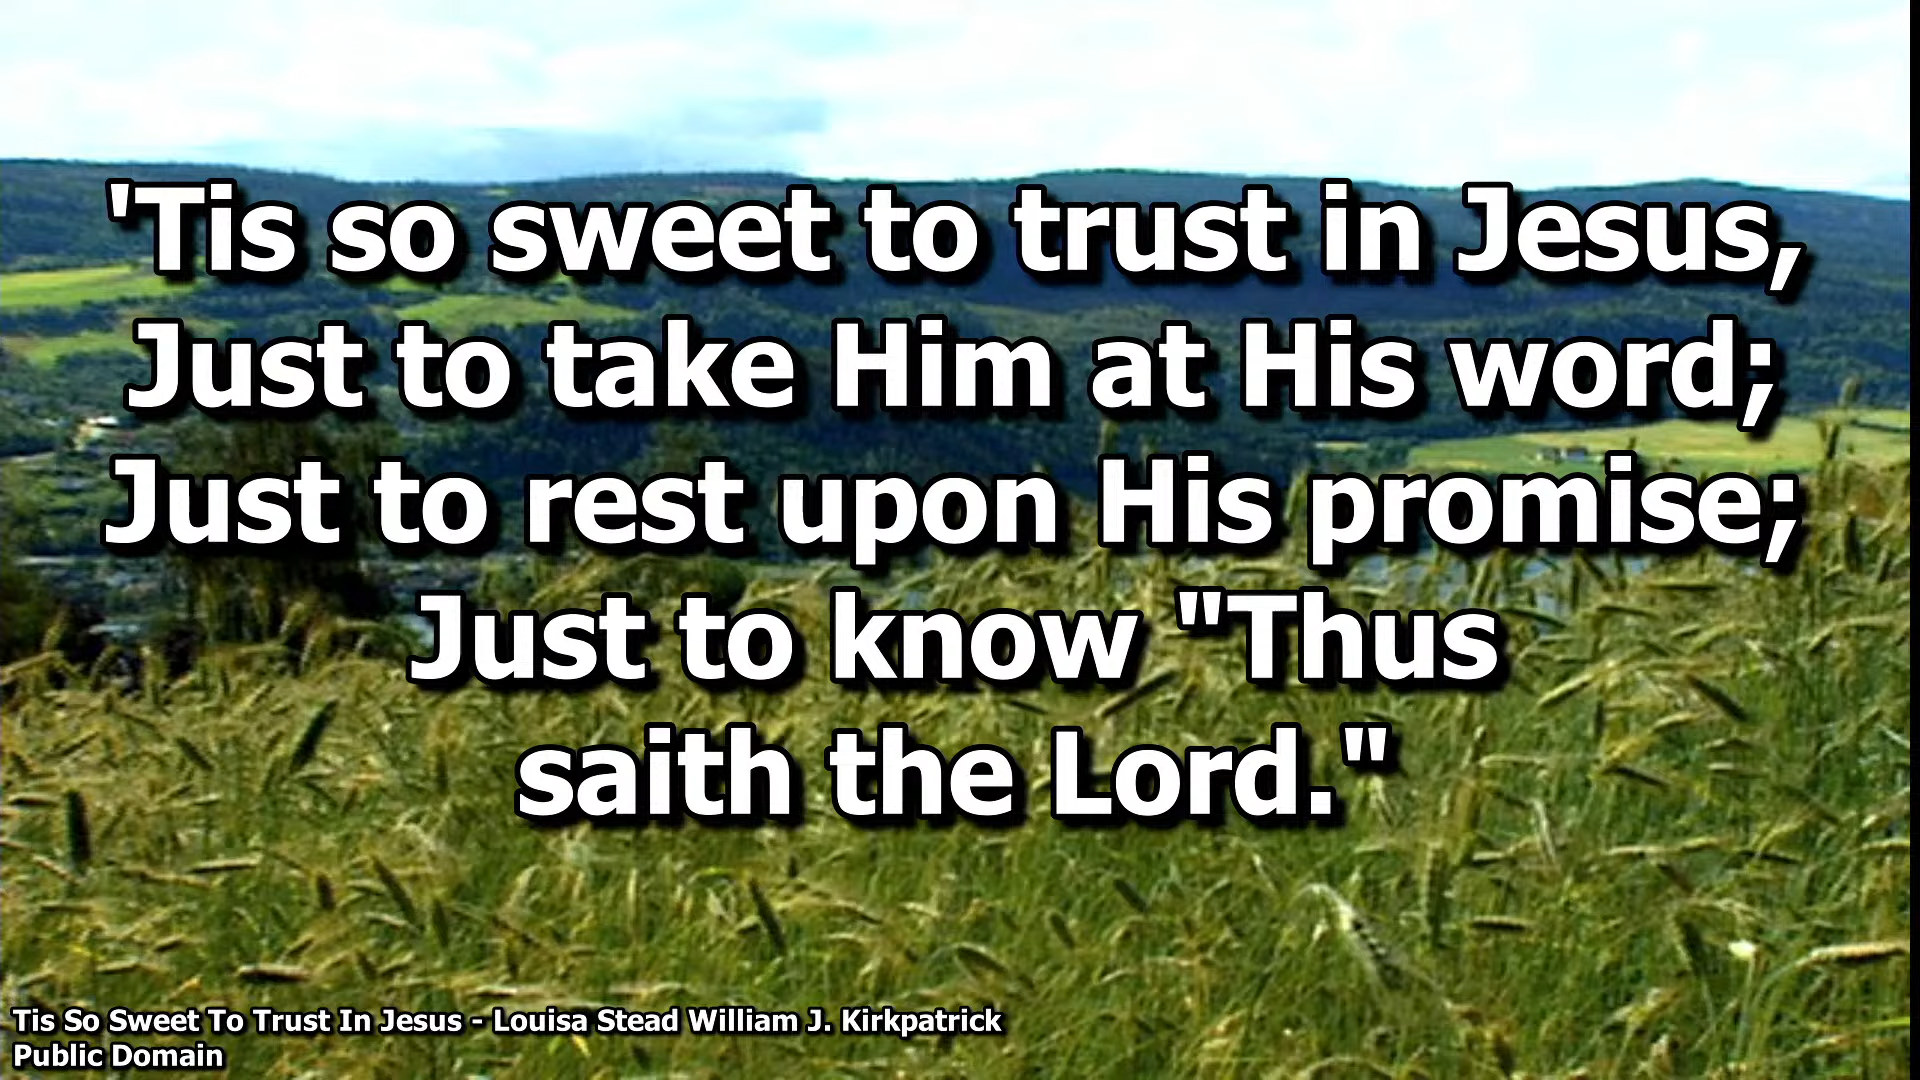 'Tis so sweet to trust in Jesus,
Just to take Him at His word;
Just to rest upon His promise;
Just to know "Thus
saith the Lord."
Tis So Sweet To Trust In Jesus - Louisa Stead William J. Kirkpatrick
Public Domain